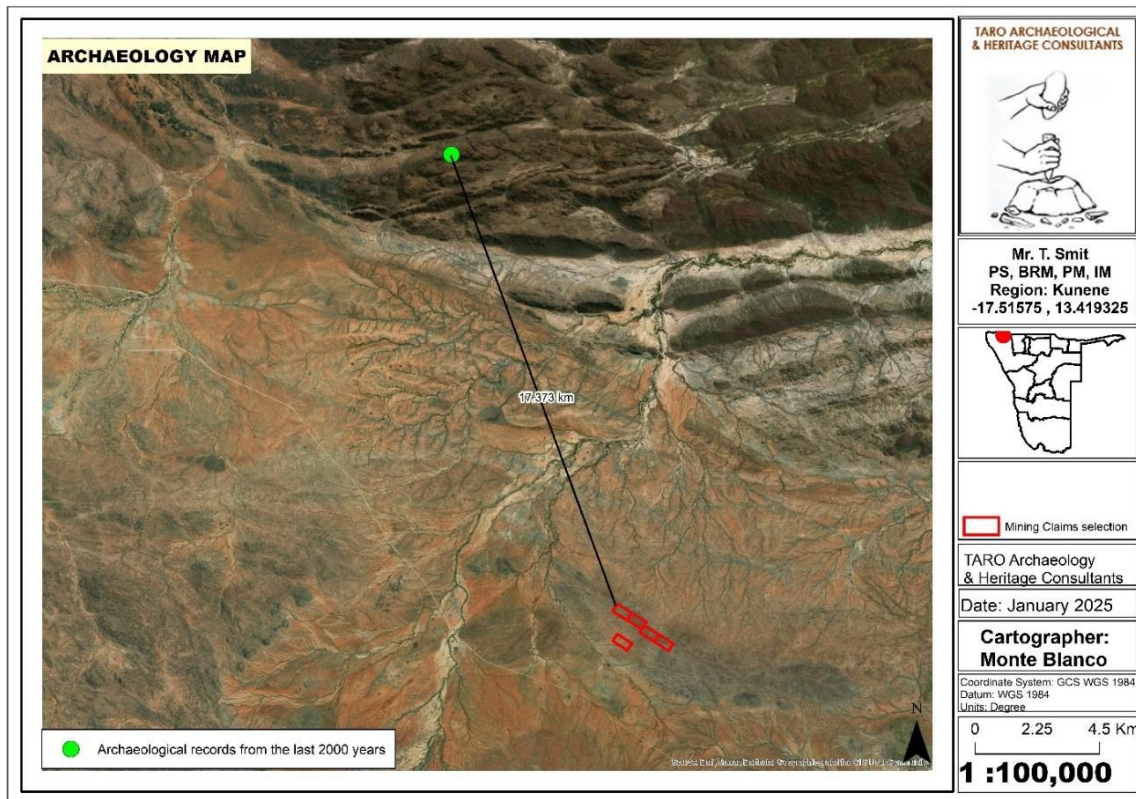 ARCHAEOLOGY MAP
17.373 km
Archaeological records from the last 2000 years
TARO ARCHAEOLOGICAL
& HERITAGE CONSULTANTS
Mr. T. Smit
PS, BRM, PM, IM
Region: Kunene
-17.51575 , 13.419325
Mining Claims selection
TARO Archaeology
& Heritage Consultants
Date: January 2025
Cartographer:
Monte Blanco
Coordinate System: GCS WGS 1984
Datum: WGS 1984
Units: Degree
N
0 2.25 4.5 Km
1 :100,000